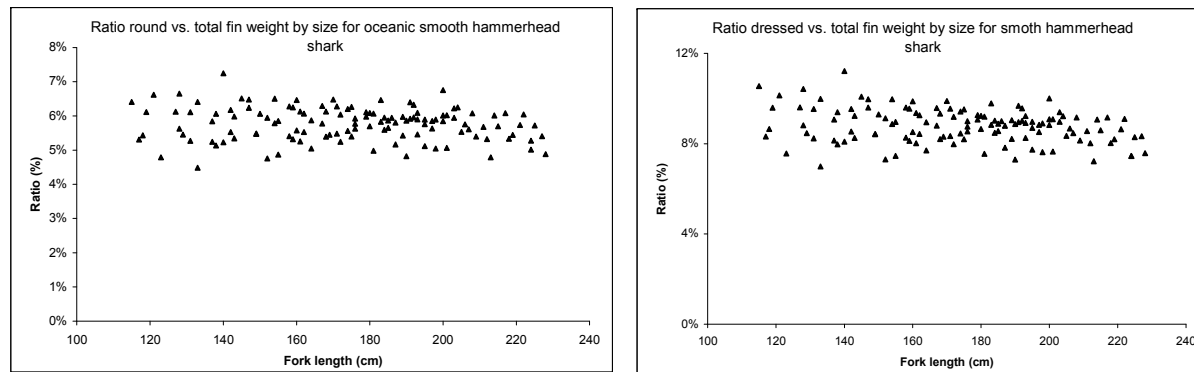 Ratio round vs. total fin weight by size for oceanic smooth hammerhead
shark
8%
7%
6%
5%
4%
3%
2%
1%
0%
Ratio (%)
100 120 140 160 180 200 220 240
Fork length (cm)
Ratio dressed vs. total fin weight by size for smoth hammerhead
shark
12%
8%
4%
0%
Ratio (%)
100 120 140 160 180 200 220 240
Fork length (cm)